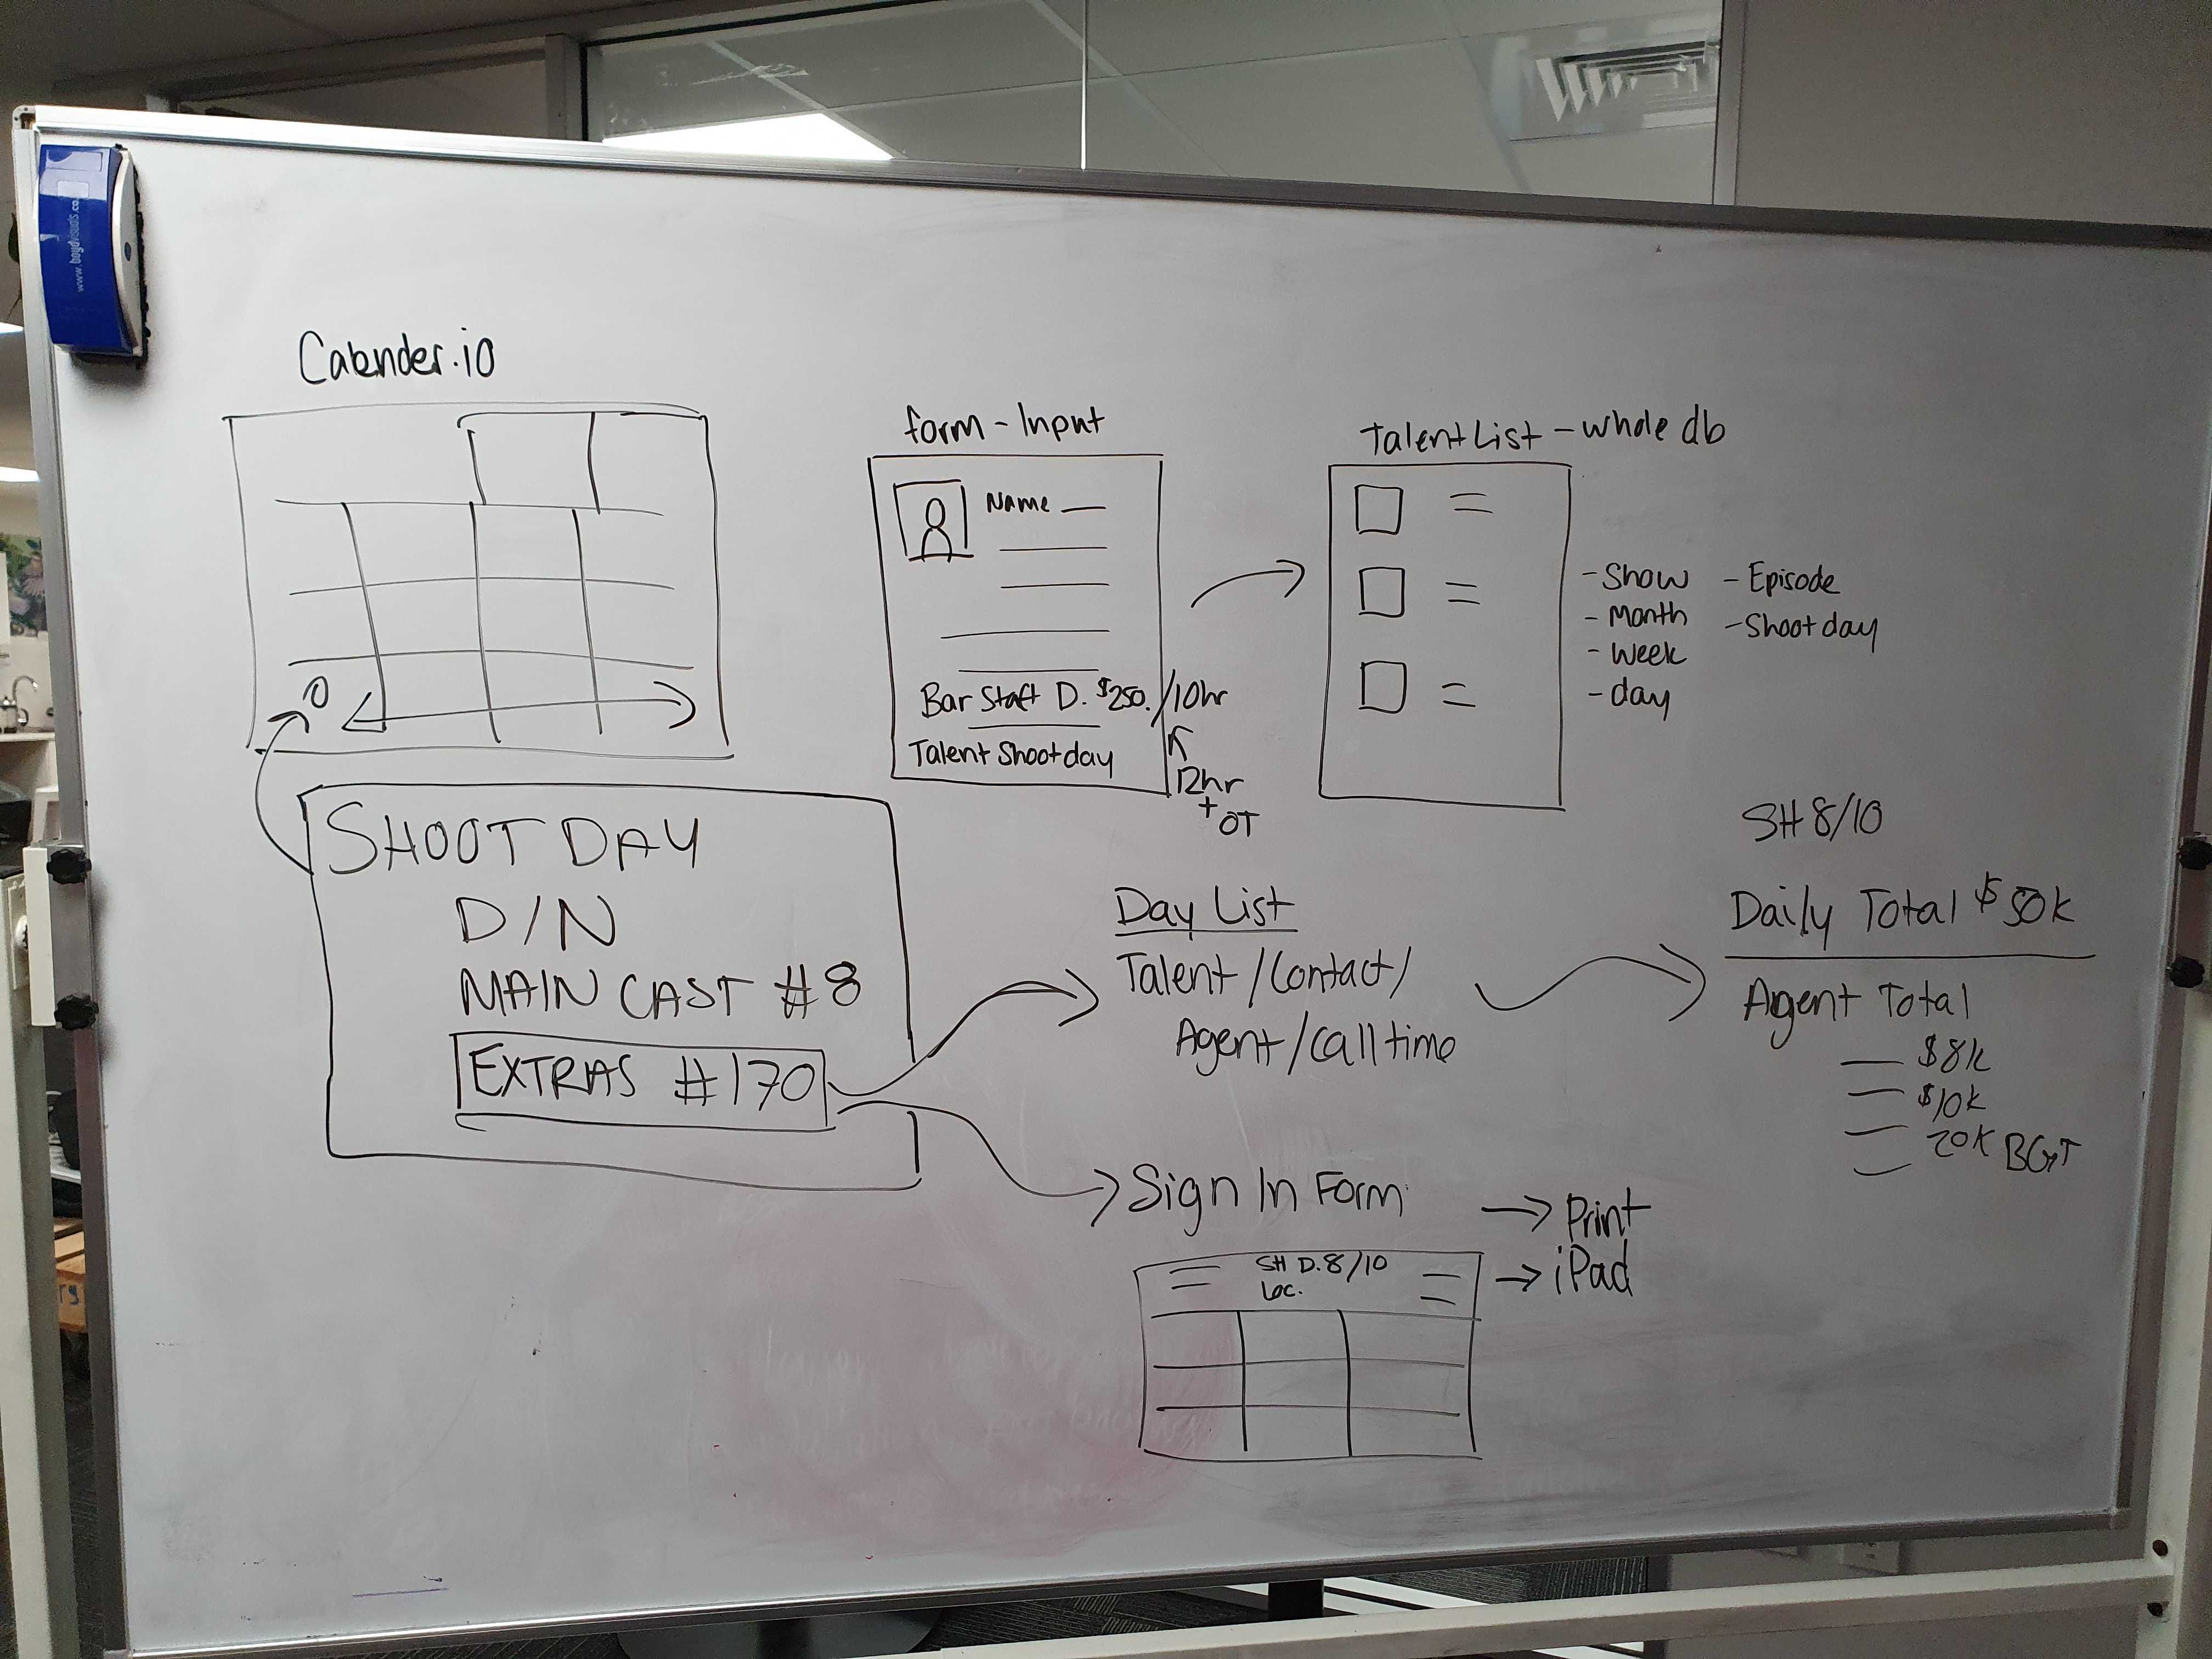 www.boydvisuals.co
Calender.io
form - Input
Name
Bar Staff D. $250. /10hr
Talent Shootday
12hr
+ OT
Talent List - whole db
- Show
- Month
- Week
- day
- Episode
- Shoot day
SHOOT DAY
D/N
MAIN CAST #8
EXTRAS #170
Day List
Talent / Contact /
Agent / Call time
SH 8/10
Daily Total $50k
Agent Total
$8k
$10k
20k BGT
Sign In Form
→ Print
→ iPad
SH D.8/10
Loc.